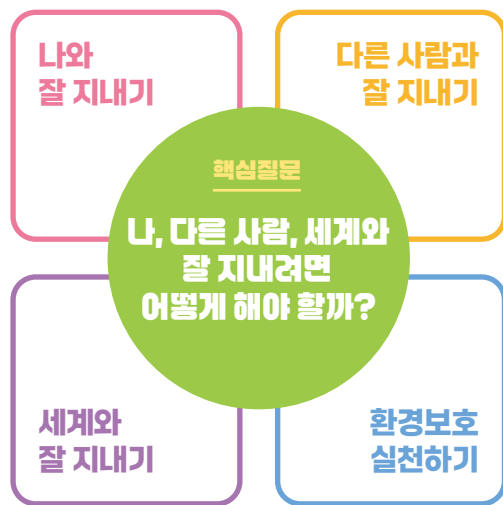 나와
잘 지내기
다른 사람과
잘 지내기
핵심질문
나, 다른 사람, 세계와
잘 지내려면
어떻게 해야 할까?
세계와
잘 지내기
환경보호
실천하기